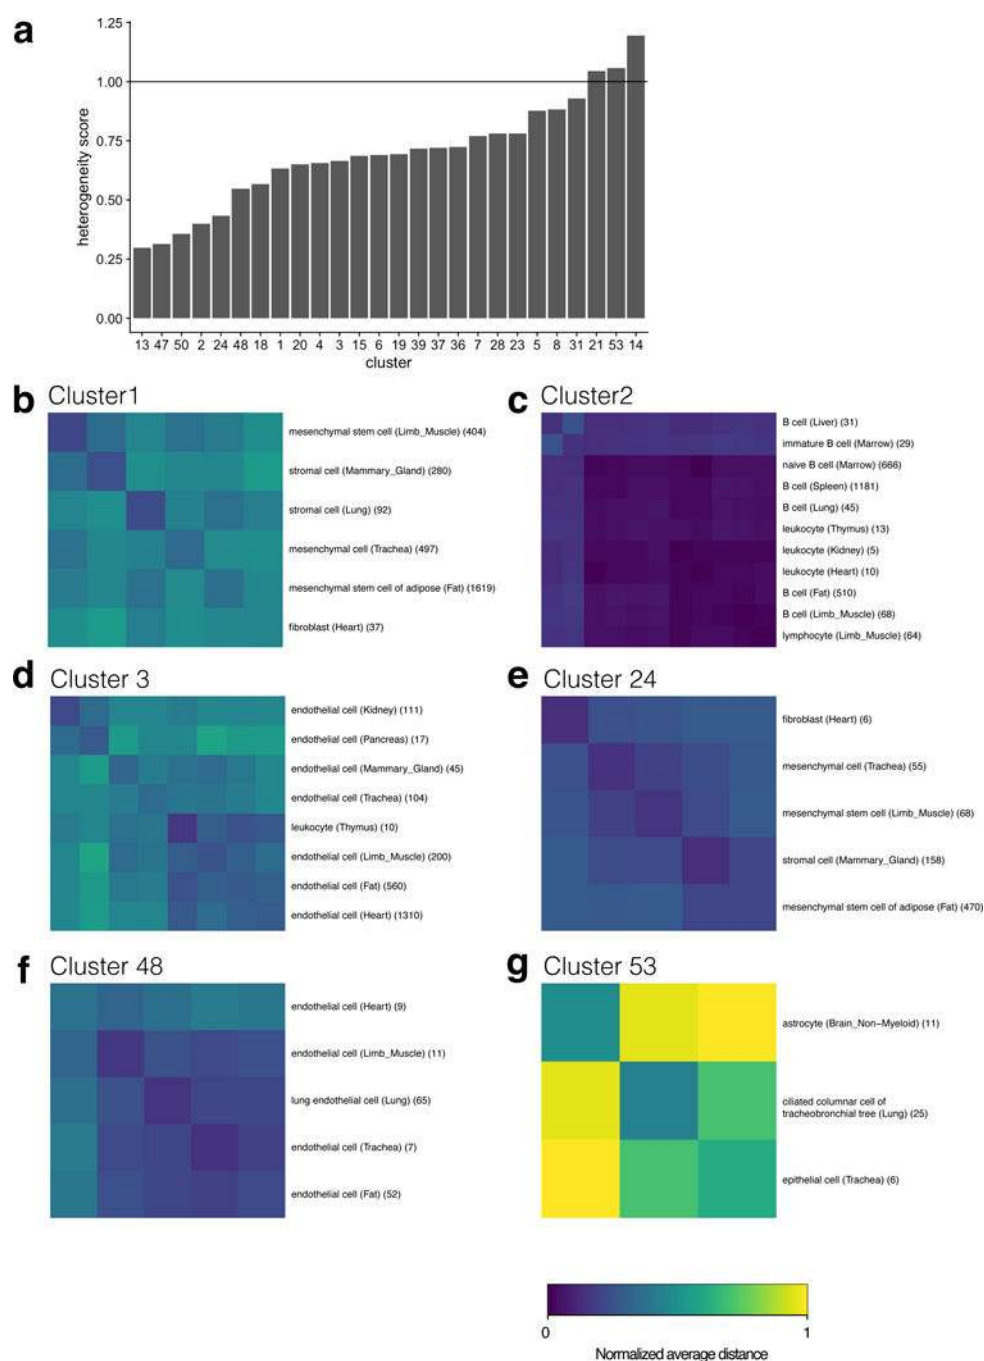 a
1.25
1.00
0.75
0.50
0.25
0.00
heterogeneity score
13 47 50 2 24 48 18 1 20 4 3 15 6 19 39 37 36 7 28 23 5 8 31 21 53 14
cluster
b Cluster1
mesenchymal stem cell (Limb_Muscle) (404)
stromal cell (Mammary_Gland) (280)
stromal cell (Lung) (92)
mesenchymal cell (Trachea) (497)
mesenchymal stem cell of adipose (Fat) (1619)
fibroblast (Heart) (37)
c Cluster2
B cell (Liver) (31)
immature B cell (Marrow) (29)
naive B cell (Marrow) (666)
B cell (Spleen) (1181)
B cell (Lung) (45)
leukocyte (Thymus) (13)
leukocyte (Kidney) (5)
leukocyte (Heart) (10)
B cell (Fat) (510)
B cell (Limb_Muscle) (68)
lymphocyte (Limb_Muscle) (64)
d Cluster 3
endothelial cell (Kidney) (111)
endothelial cell (Pancreas) (17)
endothelial cell (Mammary_Gland) (45)
endothelial cell (Trachea) (104)
leukocyte (Thymus) (10)
endothelial cell (Limb_Muscle) (200)
endothelial cell (Fat) (560)
endothelial cell (Heart) (1310)
e Cluster 24
fibroblast (Heart) (6)
mesenchymal cell (Trachea) (55)
mesenchymal stem cell (Limb_Muscle) (68)
stromal cell (Mammary_Gland) (158)
mesenchymal stem cell of adipose (Fat) (470)
f Cluster 48
endothelial cell (Heart) (9)
endothelial cell (Limb_Muscle) (11)
lung endothelial cell (Lung) (65)
endothelial cell (Trachea) (7)
endothelial cell (Fat) (52)
g Cluster 53
astrocyte (Brain_Non−Myeloid) (11)
ciliated columnar cell of
tracheobronchial tree (Lung) (25)
epithelial cell (Trachea) (6)
0 1
Normalized average distance